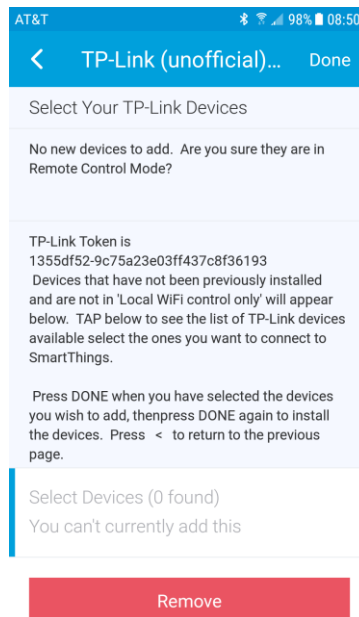 AT&T 98% 08:50
TP-Link (unofficial)... Done
Select Your TP-Link Devices
No new devices to add. Are you sure they are in
Remote Control Mode?
TP-Link Token is
1355df52-9c75a23e03ff437c8f36193
Devices that have not been previously installed
and are not in 'Local WiFi control only' will appear
below. TAP below to see the list of TP-Link devices
available select the ones you want to connect to
SmartThings.
Press DONE when you have selected the devices
you wish to add, thenpress DONE again to install
the devices. Press < to return to the previous
page.
Select Devices (0 found)
You can't currently add this
Remove